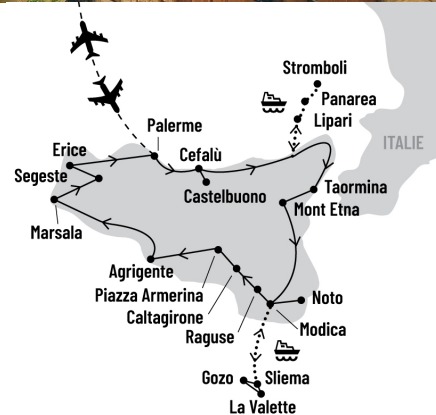 Stromboli
Panarea
Lipari
Palerme
ITALIE
Erice
Cefalù
Segeste
Castelbuono
Taormina
Mont Etna
Marsala
Agrigente
Piazza Armerina
Noto
Caltagirone
Raguse
Modica
Gozo
Sliema
La Valette